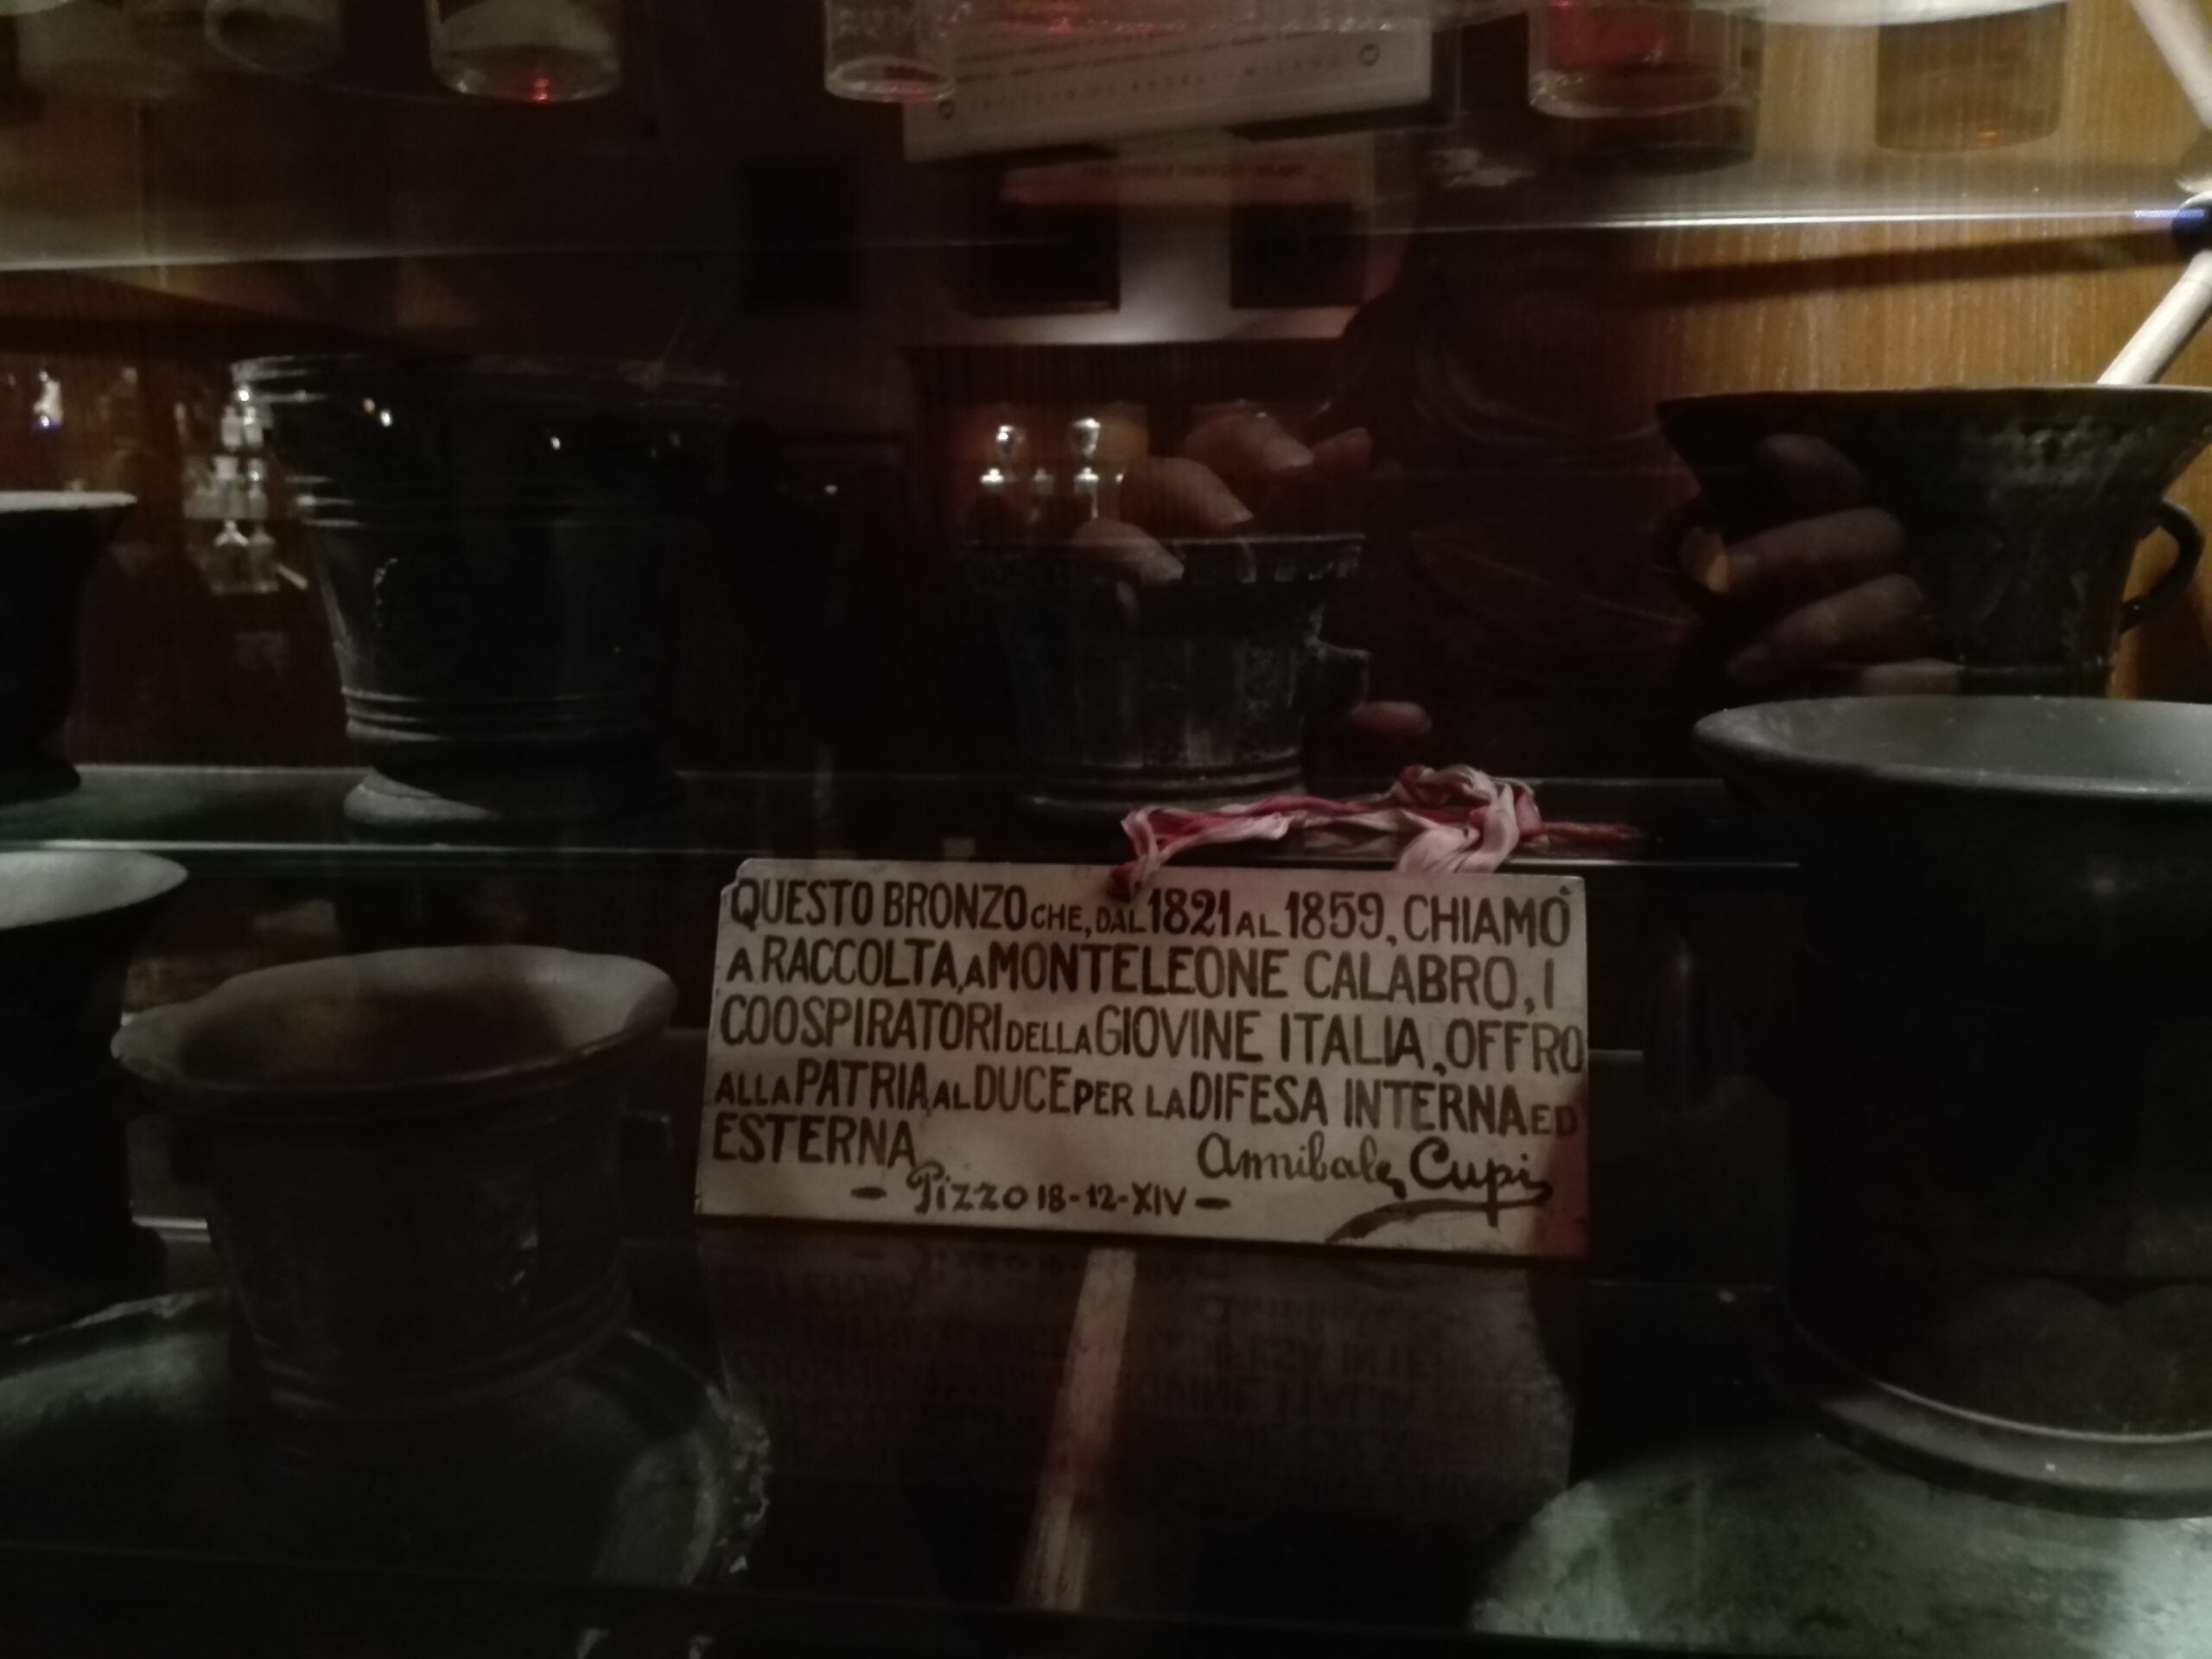 QUESTO BRONZO CHE, DAL 1821 AL 1859, CHIAMÒ
A RACCOLTA, A MONTELEONE CALABRO, I
COOSPIRATORI DELLA GIOVINE ITALIA, OFFRO
ALLA PATRIA, AL DUCE PER LA DIFESA INTERNA ED
ESTERNA
Annibale Cupi
- Pizzo 18-12-XIV -